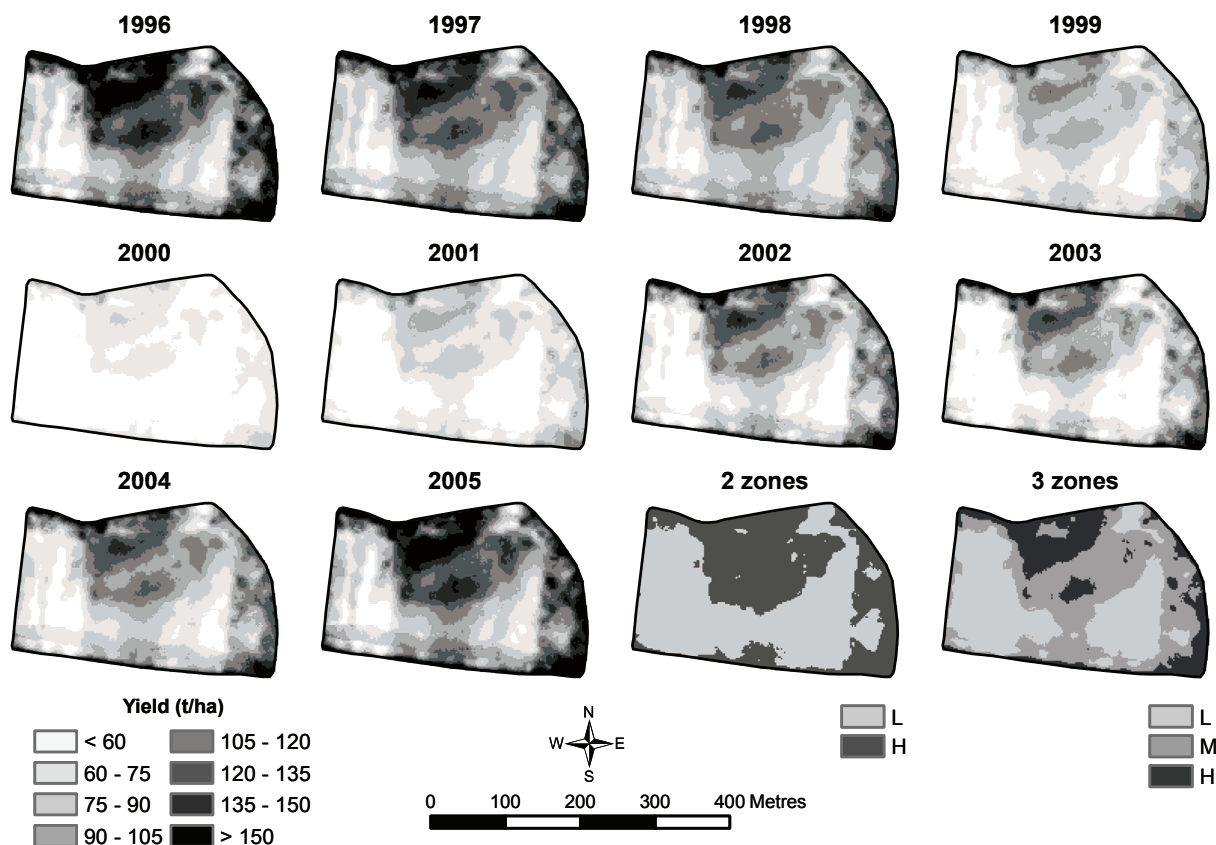 1996 1997 1998 1999
2000 2001 2002 2003
2004 2005 2 zones 3 zones
Yield (t/ha)
< 60 105 - 120
60 - 75 120 - 135
75 - 90 135 - 150
90 - 105 > 150
N
W E
S
0 100 200 300 400 Metres
L
H
L
M
H